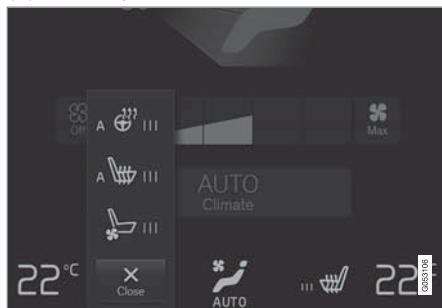 Off
Max
A III
A III
AUTO
Climate
III
22°C
Close
AUTO
III
22
G053106